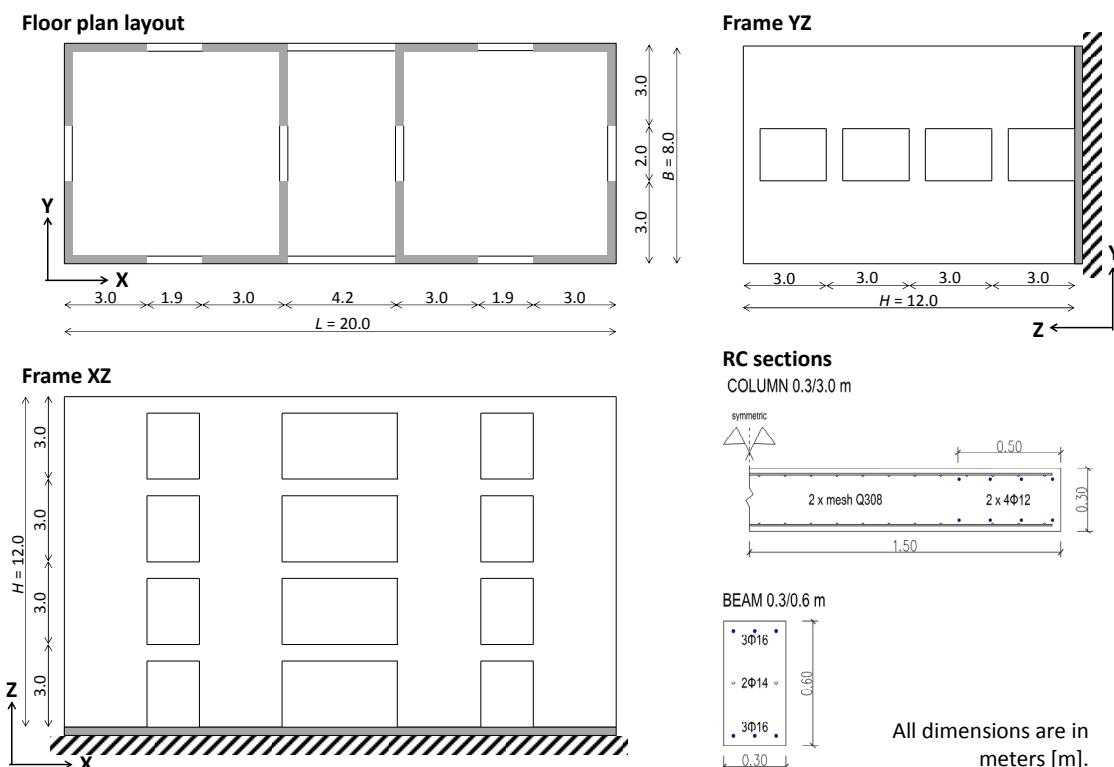 Floor plan layout
3.0
2.0
3.0
B = 8.0
Y
X
3.0 1.9 3.0 4.2 3.0 1.9 3.0
L = 20.0
Frame YZ
3.0 3.0 3.0 3.0
H = 12.0
Y
Z
Frame XZ
3.0
3.0
3.0
3.0
H = 12.0
Z
X
RC sections
COLUMN 0.3/3.0 m
symmetric
0.50
2 x mesh Q308 2 x 4Φ12
0.30
1.50
BEAM 0.3/0.6 m
3Φ16
2Φ14
3Φ16
0.60
0.30
All dimensions are in
meters [m].